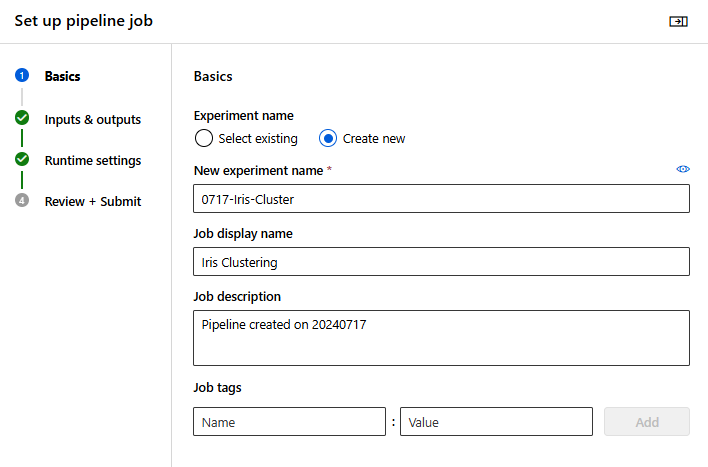 Set up pipeline job
1 Basics
Inputs & outputs
Runtime settings
4 Review + Submit
Basics
Experiment name
Select existing Create new
New experiment name *
0717-Iris-Cluster
Job display name
Iris Clustering
Job description
Pipeline created on 20240717
Job tags
Name : Value Add